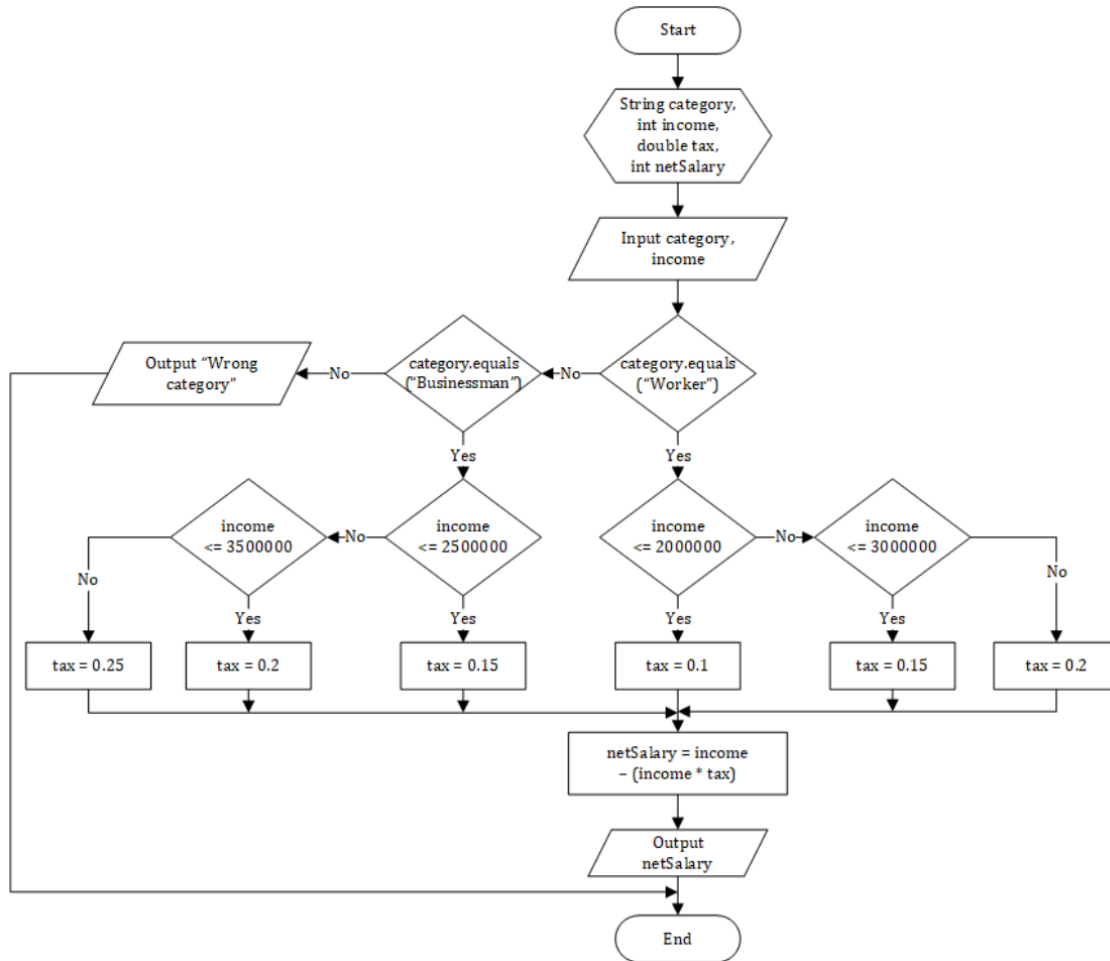 Start
String category,
int income,
double tax,
int netSalary
Input category,
income
category.equals
("Worker")
No
category.equals
("Businessman")
No
Output “Wrong
category”
Yes
Yes
income
<= 3500000
No
income
<= 2500000
income
<= 2000000
No
income
<= 3000000
No
No
Yes
Yes
Yes
Yes
tax = 0.25
tax = 0.2
tax = 0.15
tax = 0.1
tax = 0.15
tax = 0.2
netSalary = income
– (income * tax)
Output
netSalary
End